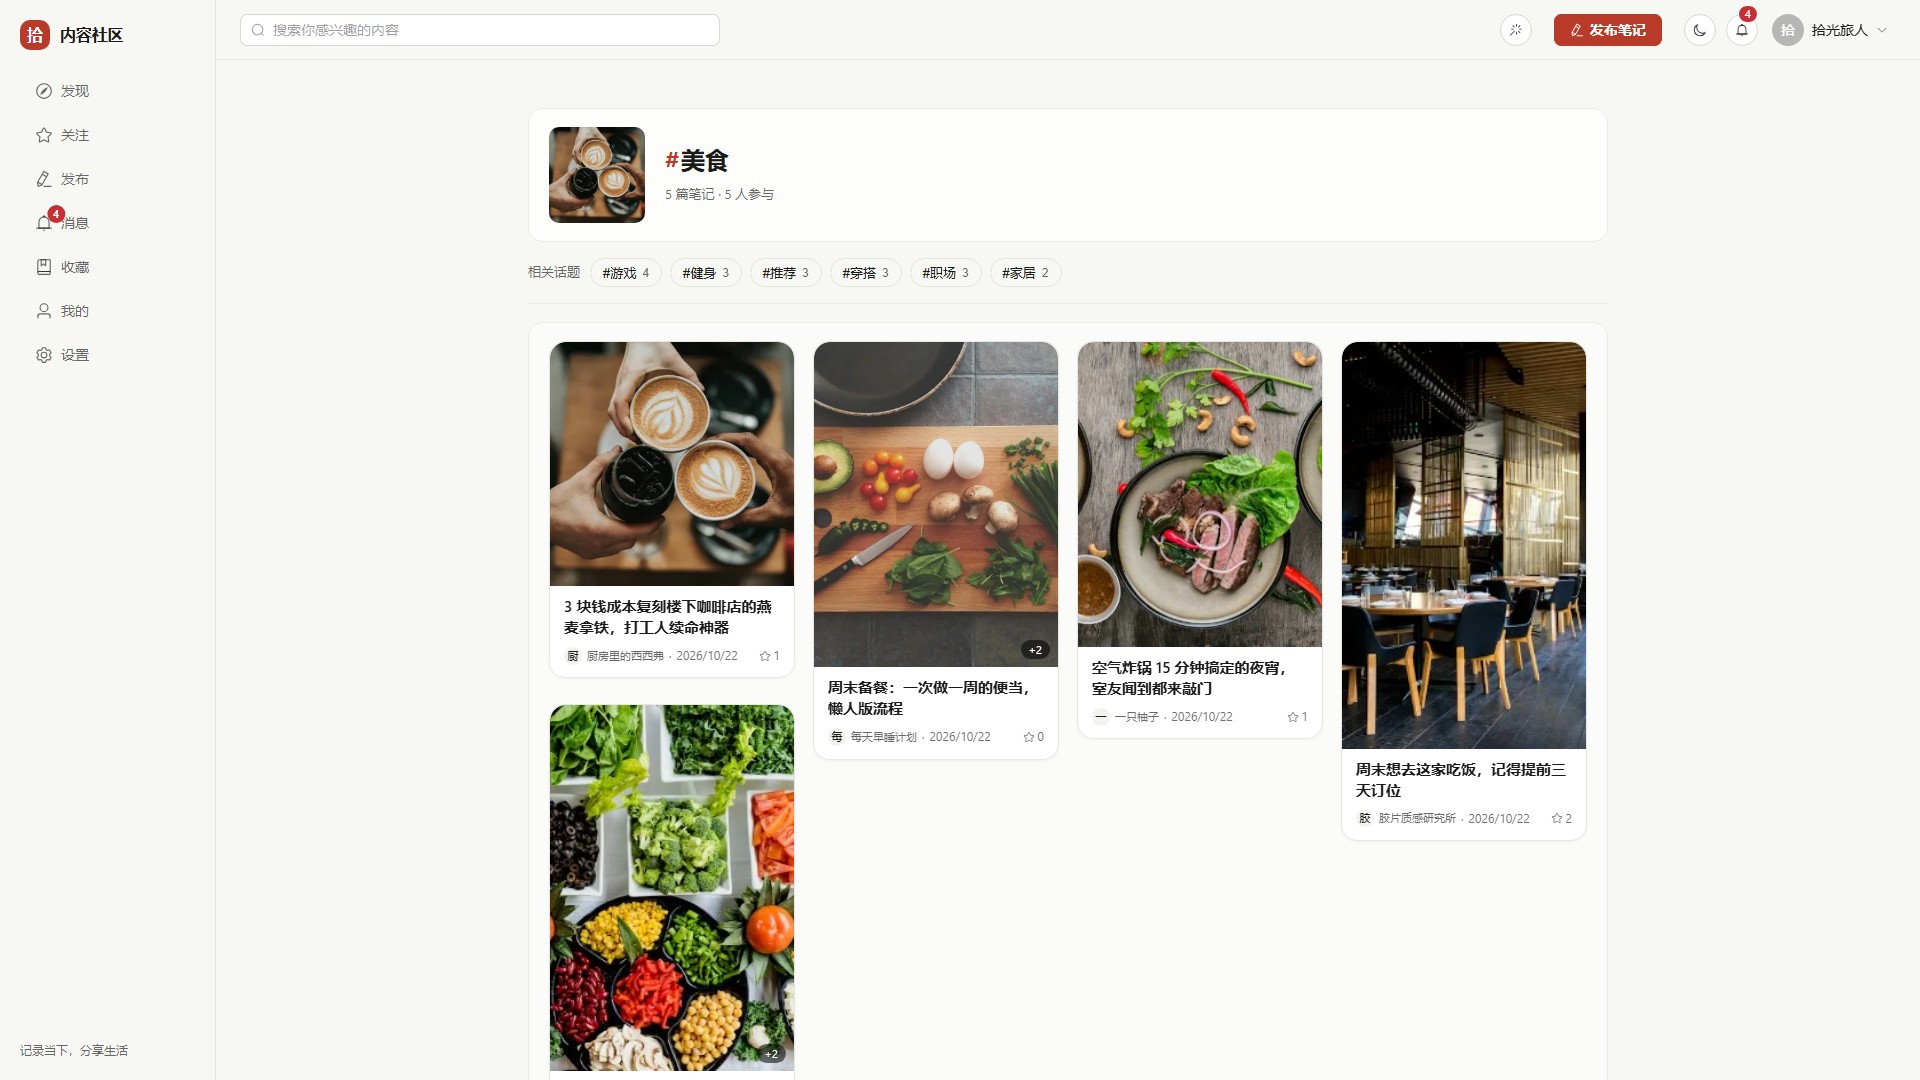 拾 内容社区
搜索你感兴趣的内容
发布笔记
4
拾 拾光旅人
发现
关注
发布
4
消息
收藏
我的
设置
#美食
5 篇笔记 · 5 人参与
相关话题 #游戏 4 #健身 3 #推荐 3 #穿搭 3 #职场 3 #家居 2
3 块钱成本复刻楼下咖啡店的燕
麦拿铁，打工人续命神器
厨 厨房里的西西弗 · 2026/10/22 1
+2
周末备餐：一次做一周的便当，
懒人版流程
每 每天早睡计划 · 2026/10/22 0
空气炸锅 15 分钟搞定的夜宵，
室友闻到都来敲门
一 一只柚子 · 2026/10/22 1
周末想去这家吃饭，记得提前三
天订位
胶 胶片质感研究所 · 2026/10/22 2
+2
记录当下，分享生活